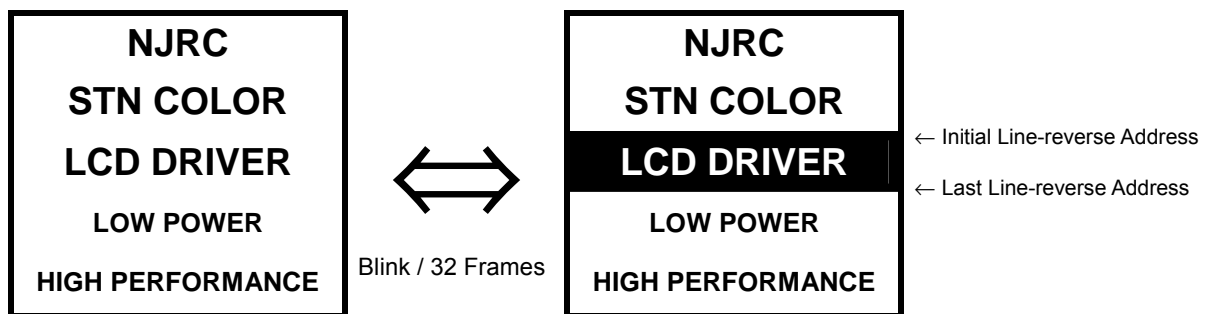 NJRC
STN COLOR
LCD DRIVER
LOW POWER
HIGH PERFORMANCE
Blink / 32 Frames
NJRC
STN COLOR
LCD DRIVER
LOW POWER
HIGH PERFORMANCE
← Initial Line-reverse Address
← Last Line-reverse Address